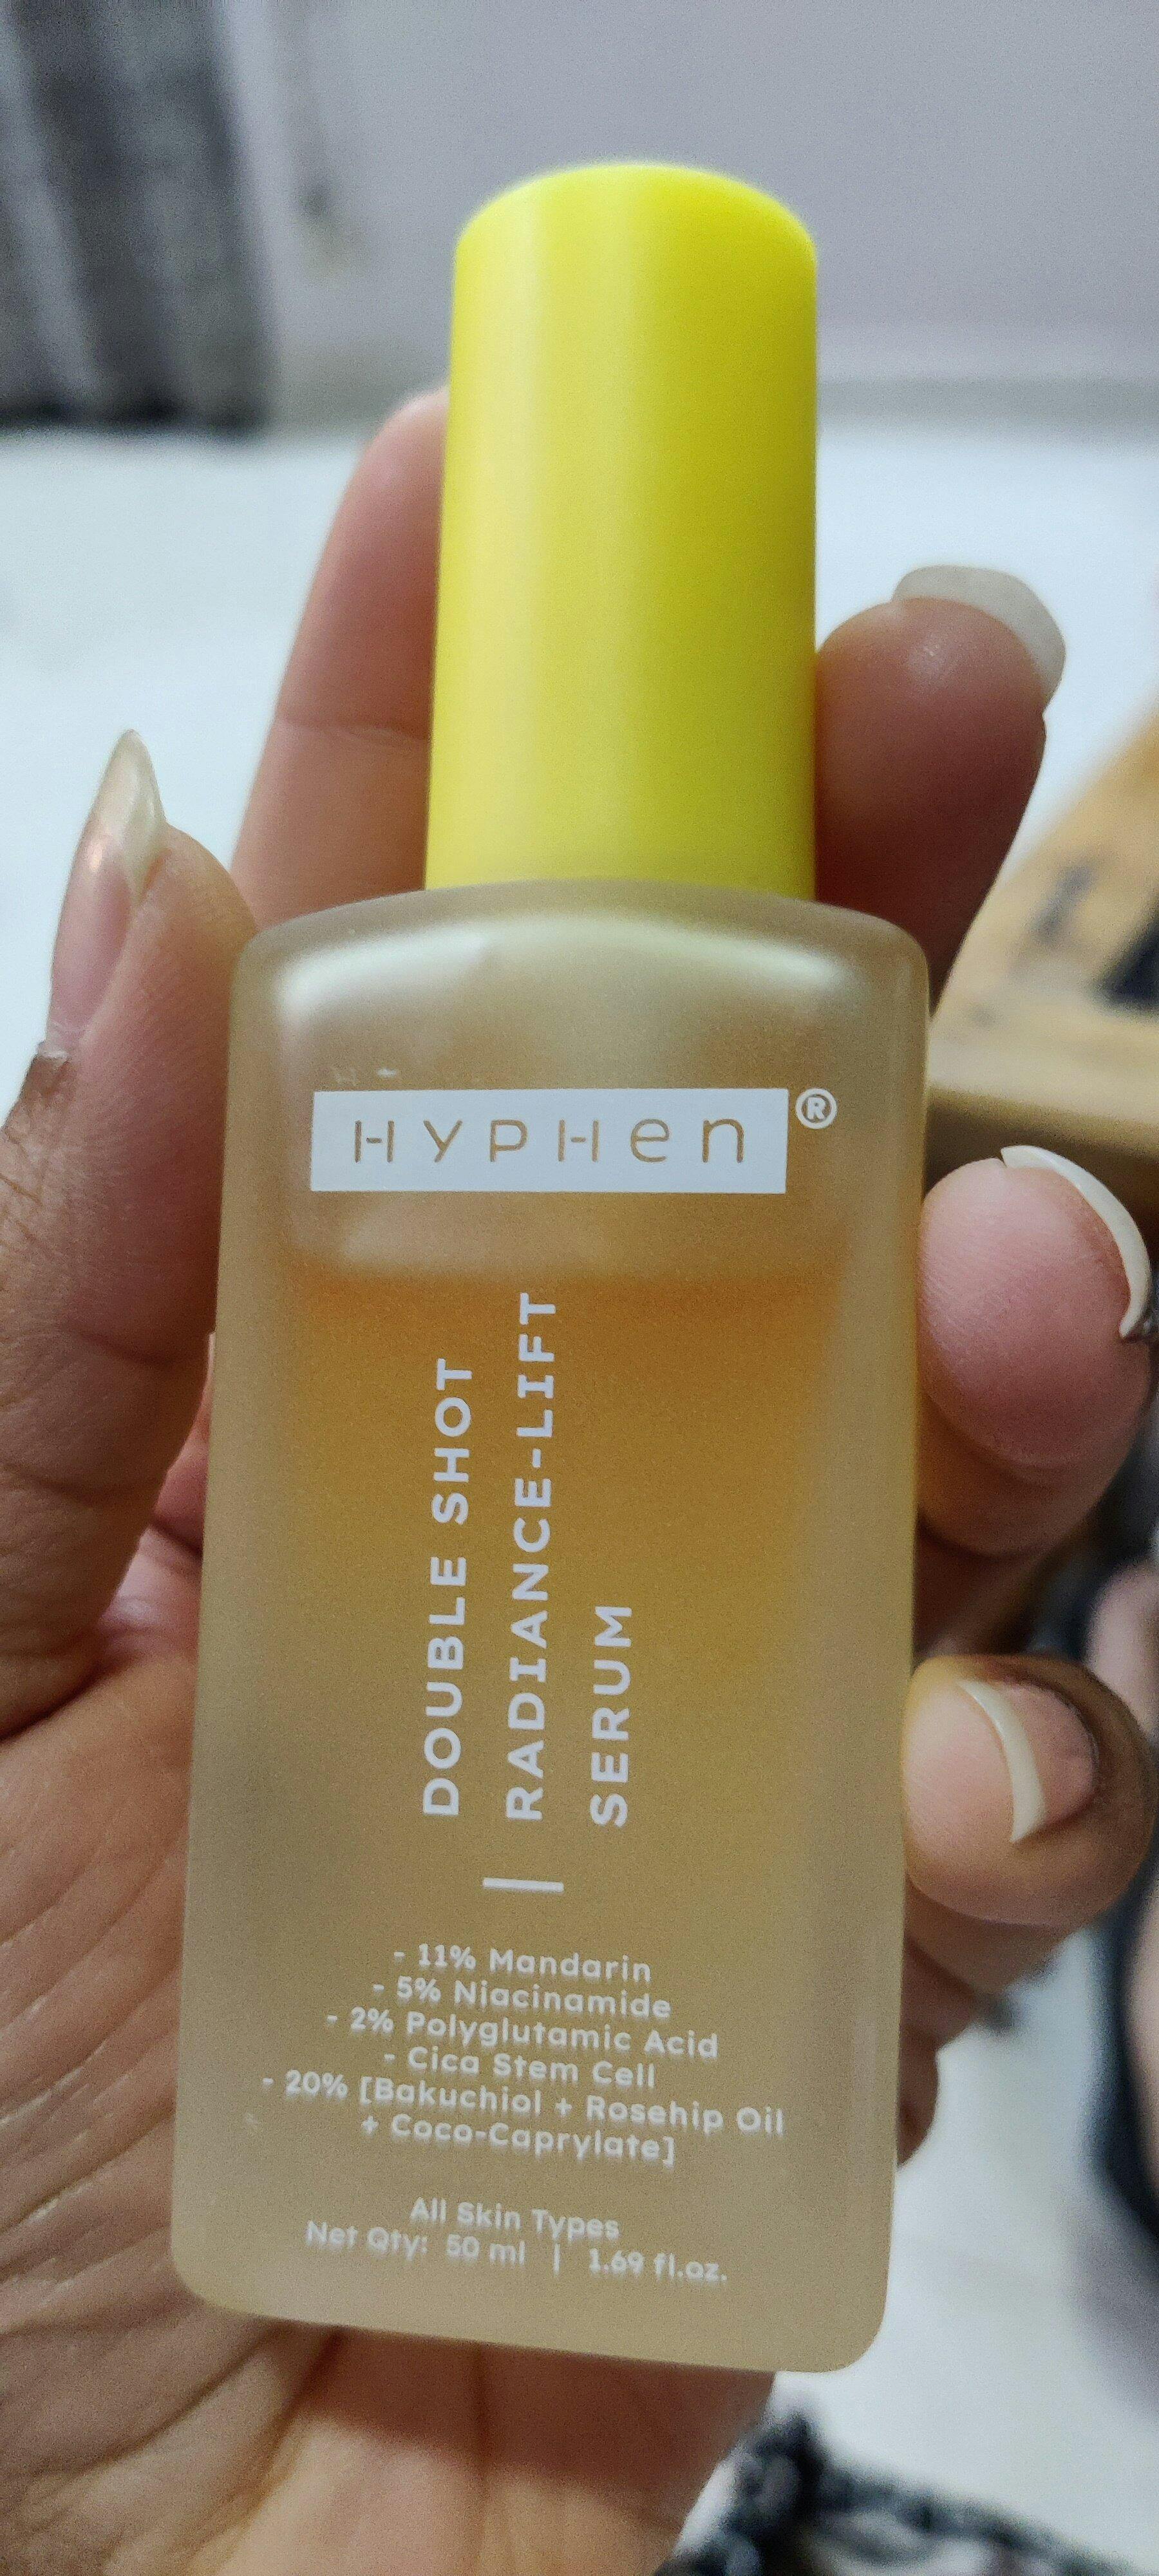 HYPHEN®
DOUBLE SHOT
RADIANCE-LIFT
SERUM
- 11% Mandarin
- 5% Niacinamide
- 2% Polyglutamic Acid
- Cica Stem Cell
- 20% [Bakuchiol + Rosehip Oil
+ Coco-Caprylate]
All Skin Types
Net Qty: 50 ml | 1.69 fl.oz.